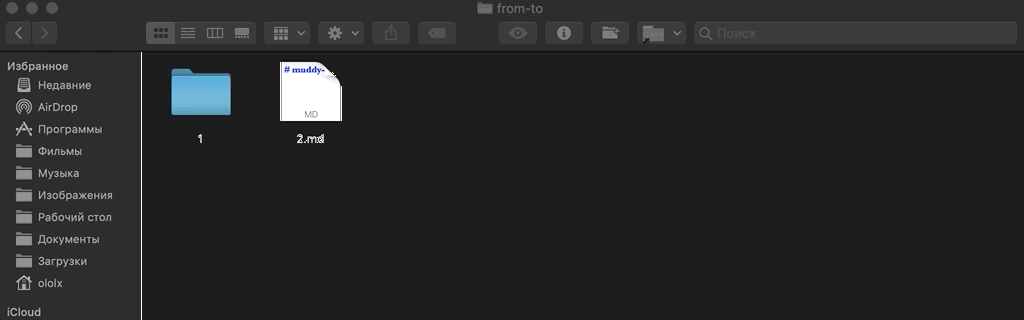 from-to
Поиск
Избранное
Недавние
AirDrop
Программы
Фильмы
Музыка
Изображения
Рабочий стол
Документы
Загрузки
ololx
iCloud
# muddy-
MD
1
2.md